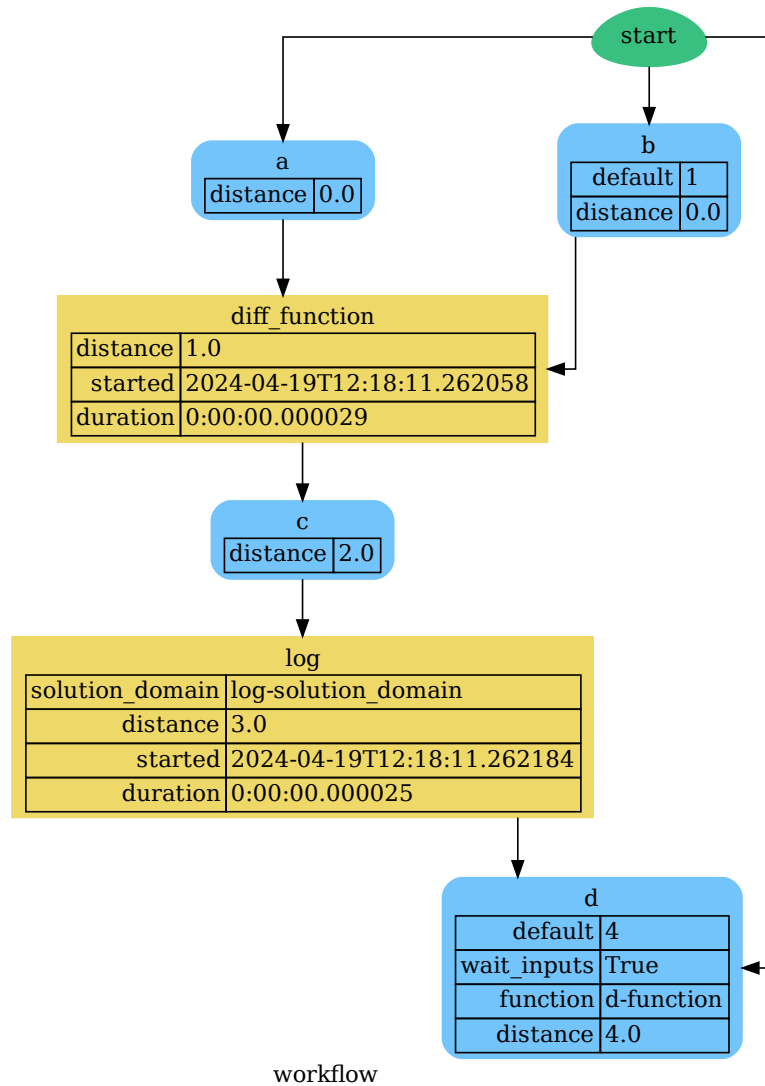 start
a
distance 0.0
b
default 1
distance 0.0
diff_function
distance 1.0
started 2024-04-19T12:18:11.262058
duration 0:00:00.000029
c
distance 2.0
log
solution_domain log-solution_domain
distance 3.0
started 2024-04-19T12:18:11.262184
duration 0:00:00.000025
d
default 4
wait_inputs True
function d-function
distance 4.0
workflow